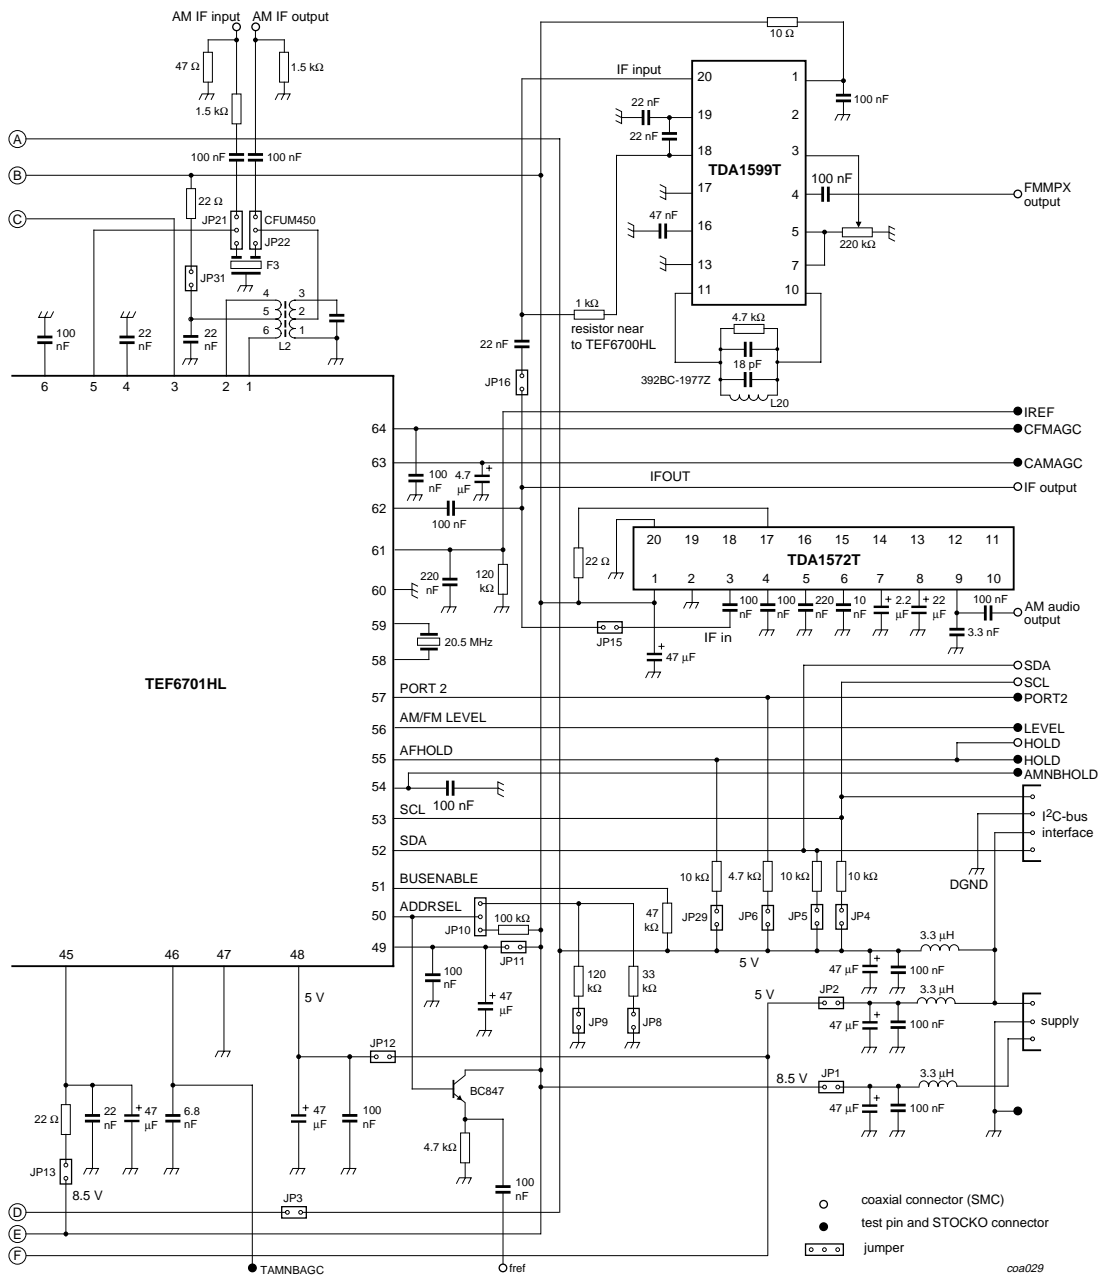 AM IF input
AM IF output
47 Ω
1.5 kΩ
1.5 kΩ
100 nF
100 nF
A
B
C
22 Ω
JP21
CFUM450
JP22
F3
JP31
4
3
5
2
6
1
L2
100 nF
22 nF
22 nF
6
5
4
3
2
1
10 Ω
100 nF
IF input
20
1
22 nF
19
2
22 nF
18
3
TDA1599T
17
4
100 nF
FMMPX output
47 nF
16
5
220 kΩ
13
7
11
10
1 kΩ
resistor near to TEF6700HL
4.7 kΩ
18 pF
392BC-1977Z
L20
22 nF
JP16
64
IREF
CFMAGC
63
CAMAGC
100 nF
4.7 μF
+
IFOUT
IF output
62
100 nF
61
220 nF
120 kΩ
60
59
20.5 MHz
58
22 Ω
20
19
18
17
16
15
14
13
12
11
TDA1572T
1
2
3
4
5
6
7
8
9
10
100 nF
100 nF
220 nF
10 nF
+ 2.2 μF
+ 22 μF
100 nF
3.3 nF
AM audio output
JP15
IF in
+
47 μF
TEF6701HL
SDA
SCL
57
PORT 2
PORT2
56
AM/FM LEVEL
LEVEL
HOLD
55
AFHOLD
HOLD
AMNBHOLD
54
100 nF
53
SCL
I²C-bus interface
52
SDA
DGND
51
BUSENABLE
10 kΩ
4.7 kΩ
10 kΩ
10 kΩ
50
ADDRSEL
47 kΩ
JP29
JP6
JP5
JP4
JP10
100 kΩ
49
JP11
100 nF
+ 47 μF
120 kΩ
33 kΩ
JP9
JP8
5 V
3.3 μH
47 μF
+
100 nF
5 V
JP2
3.3 μH
47 μF
+
100 nF
supply
8.5 V
JP1
3.3 μH
47 μF
+
100 nF
45
46
47
48
5 V
JP12
BC847
22 Ω
22 nF
+ 47 μF
6.8 nF
+ 47 μF
100 nF
4.7 kΩ
100 nF
JP13
8.5 V
D
JP3
E
F
TAMNBAGC
fref
coaxial connector (SMC)
test pin and STOCKO connector
jumper
coa029